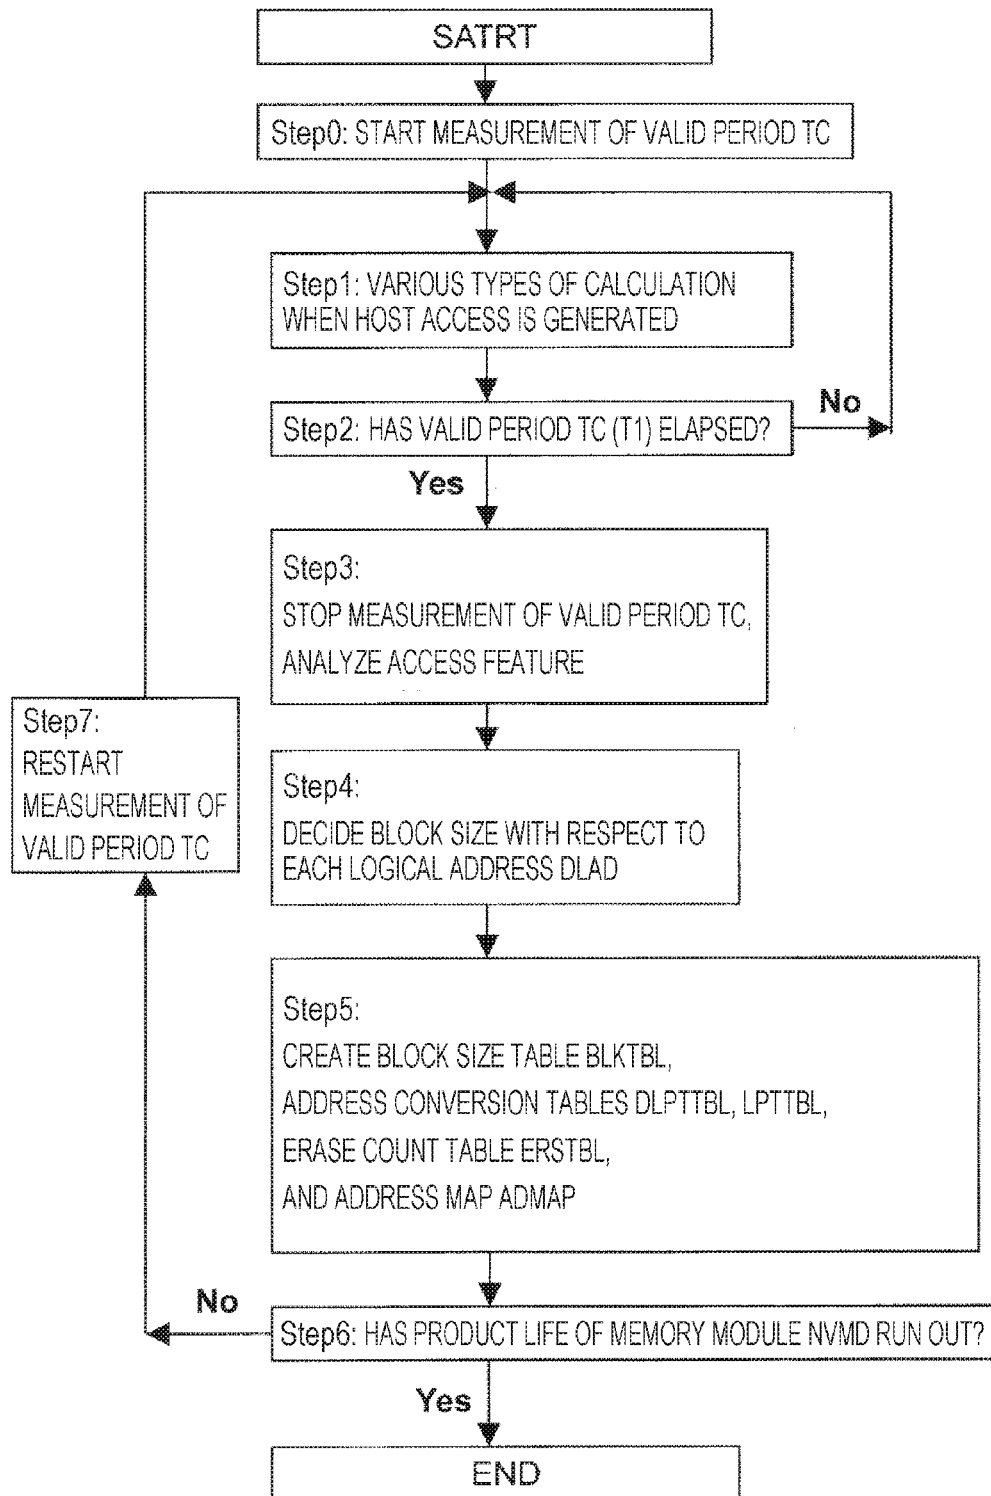 SATRT
Step0: START MEASUREMENT OF VALID PERIOD TC
Step1: VARIOUS TYPES OF CALCULATION
WHEN HOST ACCESS IS GENERATED
Step2: HAS VALID PERIOD TC (T1) ELAPSED?
No
Yes
Step3:
STOP MEASUREMENT OF VALID PERIOD TC,
ANALYZE ACCESS FEATURE
Step7:
RESTART
MEASUREMENT OF
VALID PERIOD TC
Step4:
DECIDE BLOCK SIZE WITH RESPECT TO
EACH LOGICAL ADDRESS DLAD
Step5:
CREATE BLOCK SIZE TABLE BLKTBL,
ADDRESS CONVERSION TABLES DLPTTBL, LPTTBL,
ERASE COUNT TABLE ERSTBL,
AND ADDRESS MAP ADMAP
No
Step6: HAS PRODUCT LIFE OF MEMORY MODULE NVMD RUN OUT?
Yes
END